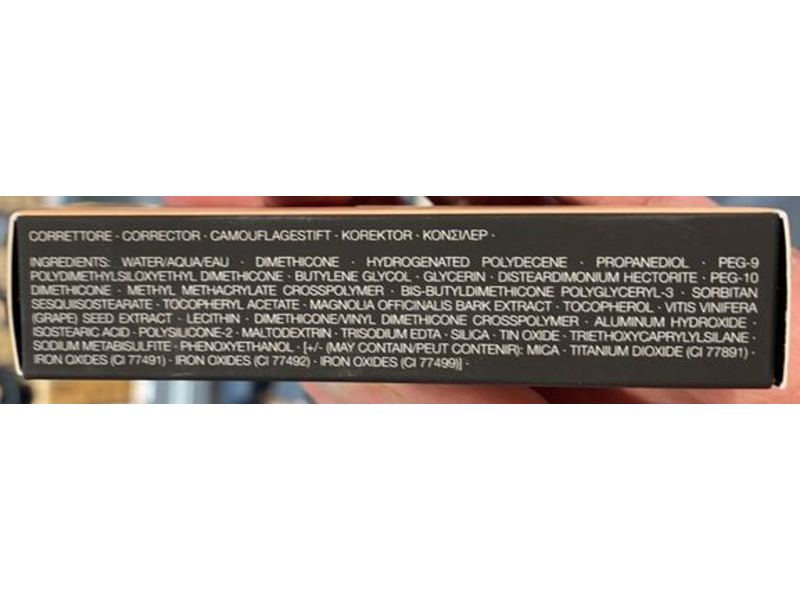 CORRETTORE · CORRECTOR · CAMOUFLAGESTIFT · KOREKTOR · ΚΟΝΣΙΛΕΡ ·
INGREDIENTS: WATER/AQUA/EAU · DIMETHICONE · HYDROGENATED POLYDECENE · PROPANEDIOL · PEG-9
POLYDIMETHYLSILOXYETHYL DIMETHICONE · BUTYLENE GLYCOL · GLYCERIN · DISTEARDIMONIUM HECTORITE · PEG-10
DIMETHICONE · METHYL METHACRYLATE CROSSPOLYMER · BIS-BUTYLDIMETHICONE POLYGLYCERYL-3 · SORBITAN
SESQUIISOSTEARATE · TOCOPHERYL ACETATE · MAGNOLIA OFFICINALIS BARK EXTRACT · TOCOPHEROL · VITIS VINIFERA
(GRAPE) SEED EXTRACT · LECITHIN · DIMETHICONE/VINYL DIMETHICONE CROSSPOLYMER · ALUMINUM HYDROXIDE ·
ISOSTEARIC ACID · POLYSILICONE-2 · MALTODEXTRIN · TRISODIUM EDTA · SILICA · TIN OXIDE · TRIETHOXYCAPRYLYLSILANE ·
SODIUM METABISULFITE · PHENOXYETHANOL · [+/- (MAY CONTAIN/PEUT CONTENIR): MICA · TITANIUM DIOXIDE (CI 77891) ·
IRON OXIDES (CI 77491) · IRON OXIDES (CI 77492) · IRON OXIDES (CI 77499)] ·